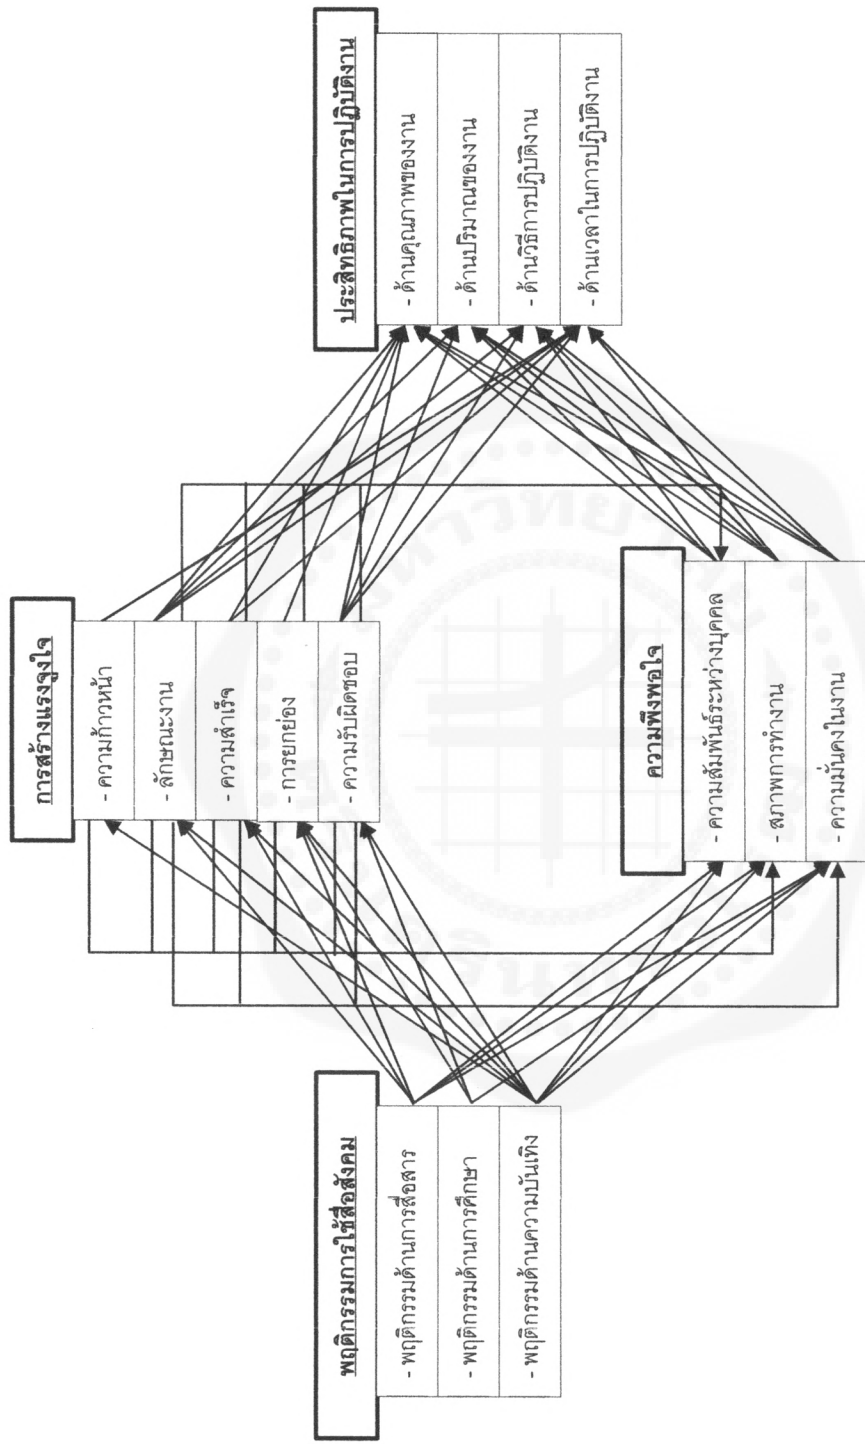 พฤติกรรมการใช้สื่อสังคม
- พฤติกรรมด้านการสื่อสาร
- พฤติกรรมด้านการศึกษา
- พฤติกรรมด้านความบันเทิง
การสร้างแรงจูงใจ
- ความก้าวหน้า
- ลักษณะงาน
- ความสำเร็จ
- การยกย่อง
- ความรับผิดชอบ
ความพึงพอใจ
- ความสัมพันธ์ระหว่างบุคคล
- สภาพการทำงาน
- ความมั่นคงในงาน
ประสิทธิภาพในการปฏิบัติงาน
- ด้านคุณภาพของงาน
- ด้านปริมาณของงาน
- ด้านวิธีการปฏิบัติงาน
- ด้านเวลาในการปฏิบัติงาน